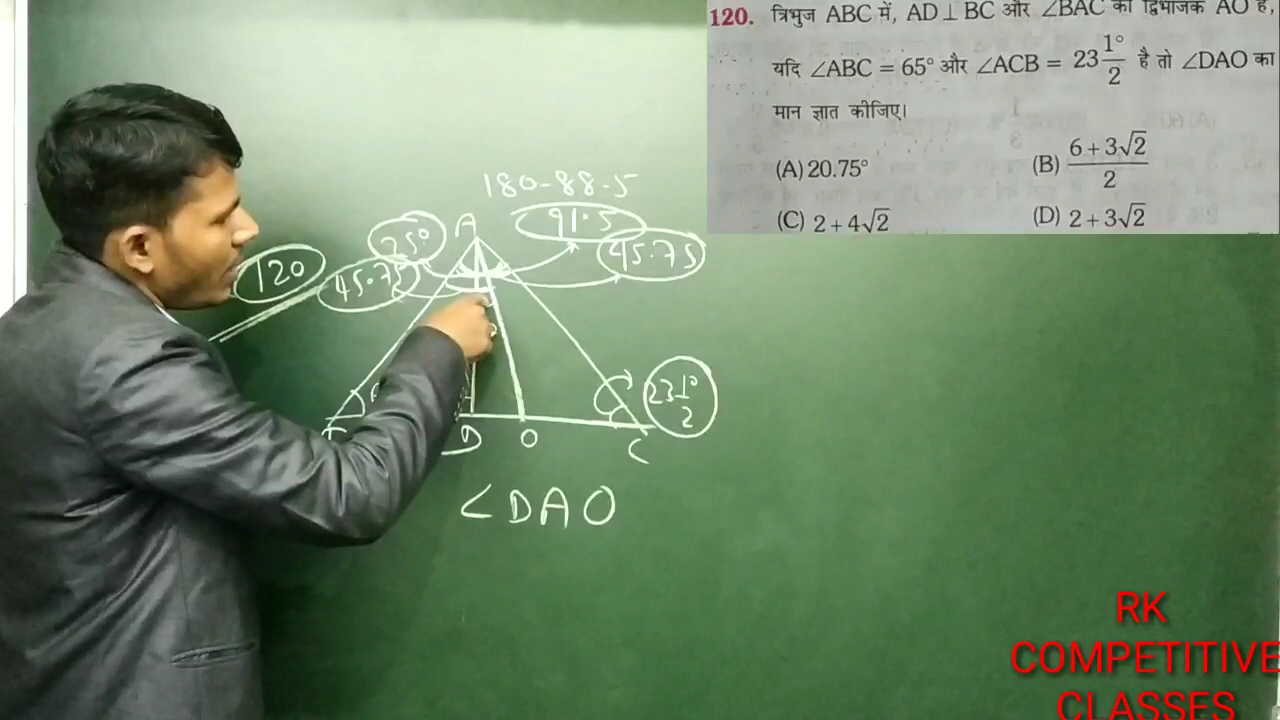 120. त्रिभुज ABC में, AD ⊥ BC और ∠BAC का द्विभाजक AO है,
यदि ∠ABC = 65° और ∠ACB = 23 1/2° है तो ∠DAO का
मान ज्ञात कीजिए।
(A) 20.75° (B) (6 + 3√2)/2
(C) 2 + 4√2 (D) 2 + 3√2
180-88.5
A 25° 91.5
120 45.75 45.75
23 1/2°
D O C
∠DAO
RK
COMPETITIVE
CLASSES